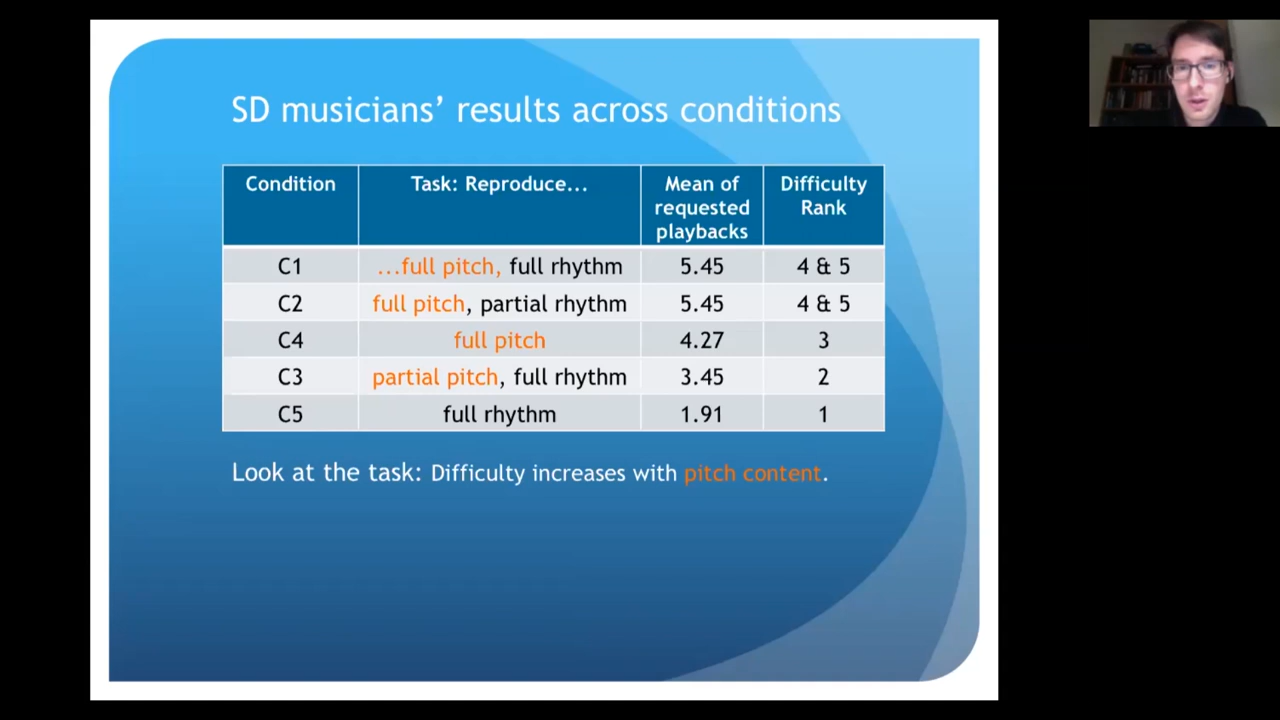 SD musicians’ results across conditions
Condition Task: Reproduce... Mean of requested playbacks Difficulty Rank
C1 ...full pitch, full rhythm 5.45 4 & 5
C2 full pitch, partial rhythm 5.45 4 & 5
C4 full pitch 4.27 3
C3 partial pitch, full rhythm 3.45 2
C5 full rhythm 1.91 1
Look at the task: Difficulty increases with pitch content.